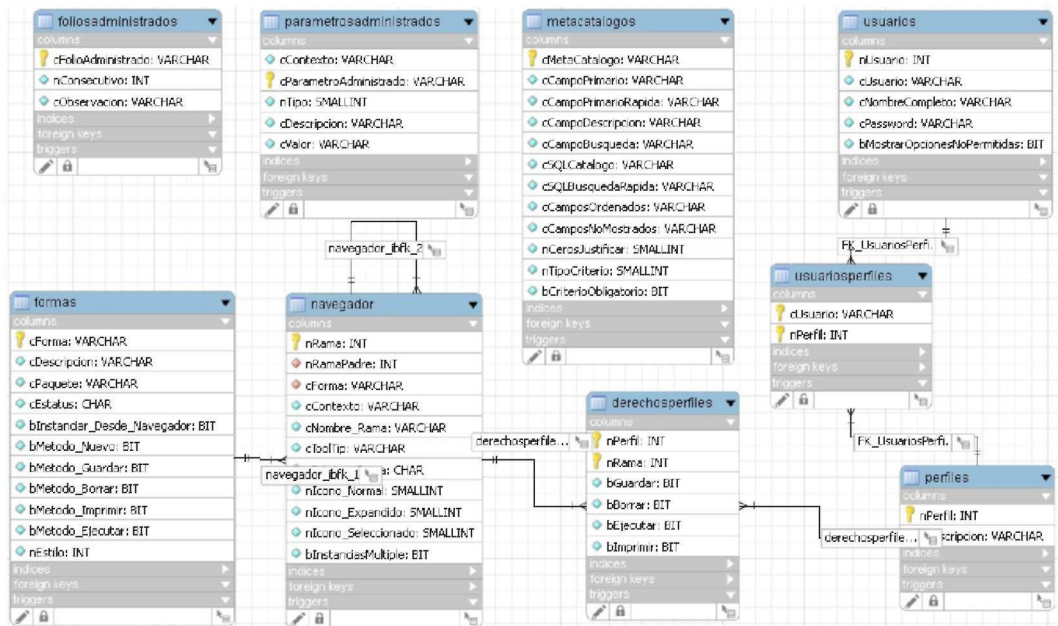 foliosadministrados
columns
cFolioAdministrado: VARCHAR
nConsecutivo: INT
cObservacion: VARCHAR
indices
foreign keys
triggers
parametrosadministrados
columns
cContexto: VARCHAR
cParametroAdministrado: VARCHAR
nTipo: SMALLINT
cDescripcion: VARCHAR
cValor: VARCHAR
indices
foreign keys
triggers
metacatalogos
columns
cMetaCatalogo: VARCHAR
cCampoPrimario: VARCHAR
cCampoPrimarioRapida: VARCHAR
cCampoDescripcion: VARCHAR
cCampoBusqueda: VARCHAR
cSQLCatalogo: VARCHAR
cSQLBusquedaRapida: VARCHAR
cCamposOrdenados: VARCHAR
cCamposNoMostrados: VARCHAR
nCerosJustificar: SMALLINT
nTipoCriterio: SMALLINT
bCriterioObligatorio: BIT
indices
foreign keys
triggers
usuarios
columns
nUsuario: INT
cUsuario: VARCHAR
cNombreCompleto: VARCHAR
cPassword: VARCHAR
bMostrarOpcionesNoPermitidas: BIT
indices
foreign keys
triggers
navegador_ibfk_2
FK_UsuariosPerfi.
usuariosperfiles
columns
cUsuario: VARCHAR
nPerfil: INT
indices
foreign keys
triggers
formas
columns
cForma: VARCHAR
cDescripcion: VARCHAR
cPaquete: VARCHAR
cEstatus: CHAR
bInstanciar_Desde_Navegador: BIT
bMetodo_Nuevo: BIT
bMetodo_Guardar: BIT
bMetodo_Borrar: BIT
bMetodo_Imprimir: BIT
bMetodo_Ejecutar: BIT
nEstilo: INT
indices
foreign keys
triggers
navegador
columns
nRama: INT
nRamaPadre: INT
cForma: VARCHAR
cContexto: VARCHAR
cNombre_Rama: VARCHAR
cToolTip: VARCHAR
CHAR
nIcono_Normal: SMALLINT
nIcono_Expandido: SMALLINT
nIcono_Seleccionado: SMALLINT
bInstanciasMultiple: BIT
indices
foreign keys
triggers
navegador_ibfk_1
derechosperfile...
derechosperfiles
columns
nPerfil: INT
nRama: INT
bGuardar: BIT
bBorrar: BIT
bEjecutar: BIT
bImprimir: BIT
indices
foreign keys
triggers
FK_UsuariosPerfi.
derechosperfile...
perfiles
columns
nPerfil: INT
scripcion: VARCHAR
indices
foreign keys
triggers